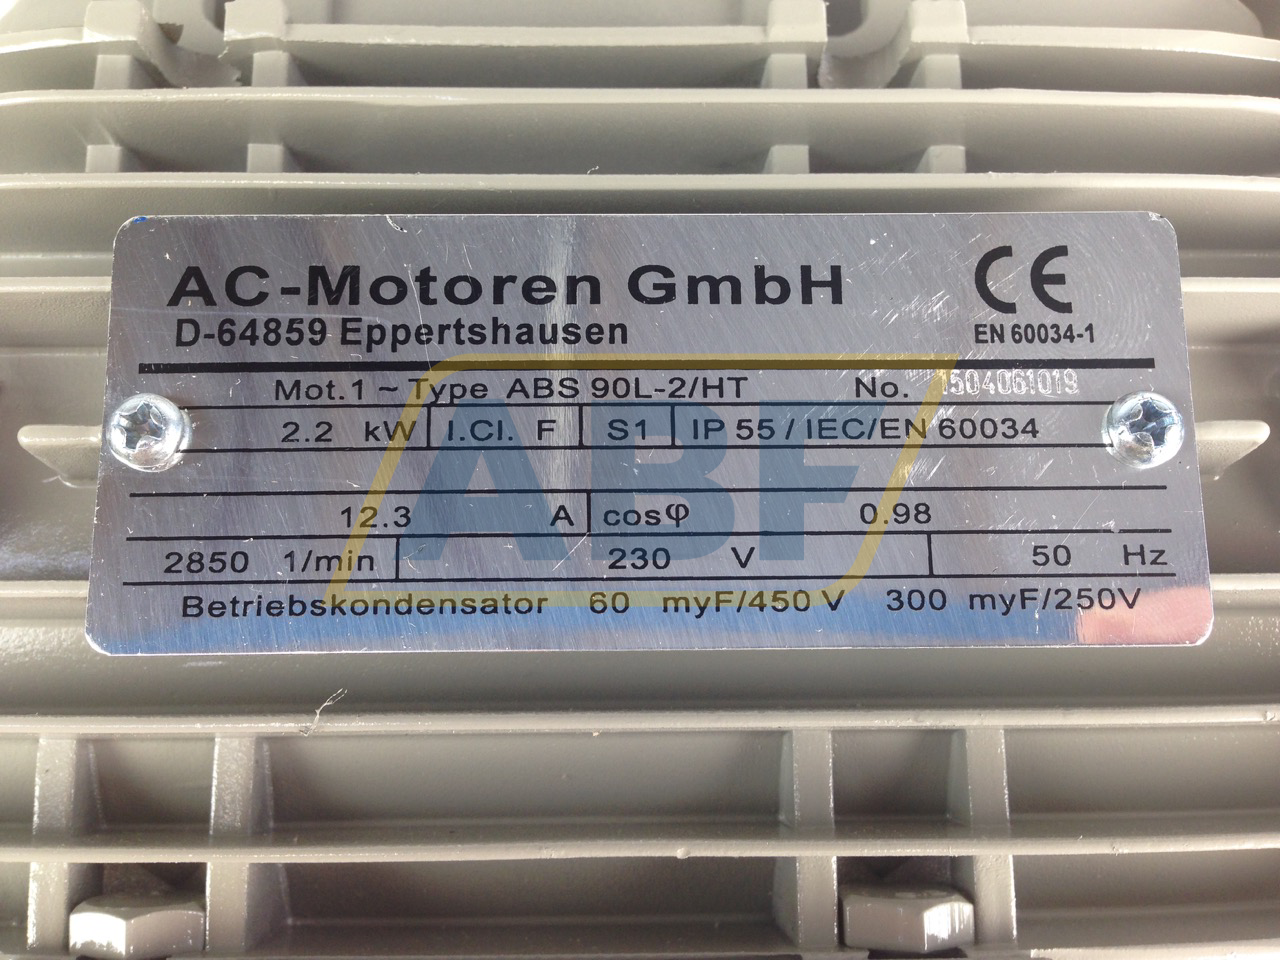 AC-Motoren GmbH
CE
D-64859 Eppertshausen
EN 60034-1
Mot.1 ~ Type ABS 90L-2/HT No. 1504061019
2.2 kW I.Cl. F S1 IP 55 / IEC/EN 60034
12.3 A cosφ 0.98
2850 1/min 230 V 50 Hz
Betriebskondensator 60 myF/450 V 300 myF/250V
ABF